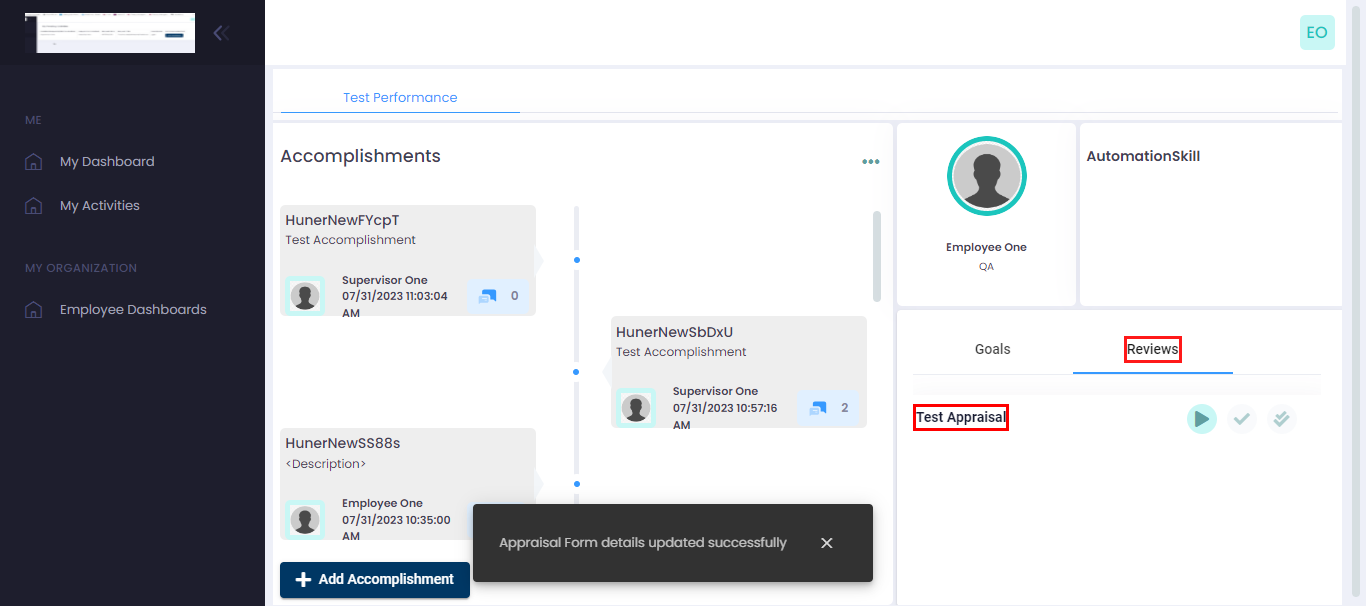 EO
ME
My Dashboard
My Activities
MY ORGANIZATION
Employee Dashboards
Test Performance
Accomplishments
HunerNewFYcpT
Test Accomplishment
Supervisor One
07/31/2023 11:03:04
AM
0
HunerNewSbDxU
Test Accomplishment
Supervisor One
07/31/2023 10:57:16
AM
2
HunerNewSS88s
<Description>
Employee One
07/31/2023 10:35:00
AM
Add Accomplishment
Appraisal Form details updated successfully
Employee One
QA
AutomationSkill
Goals
Reviews
Test Appraisal